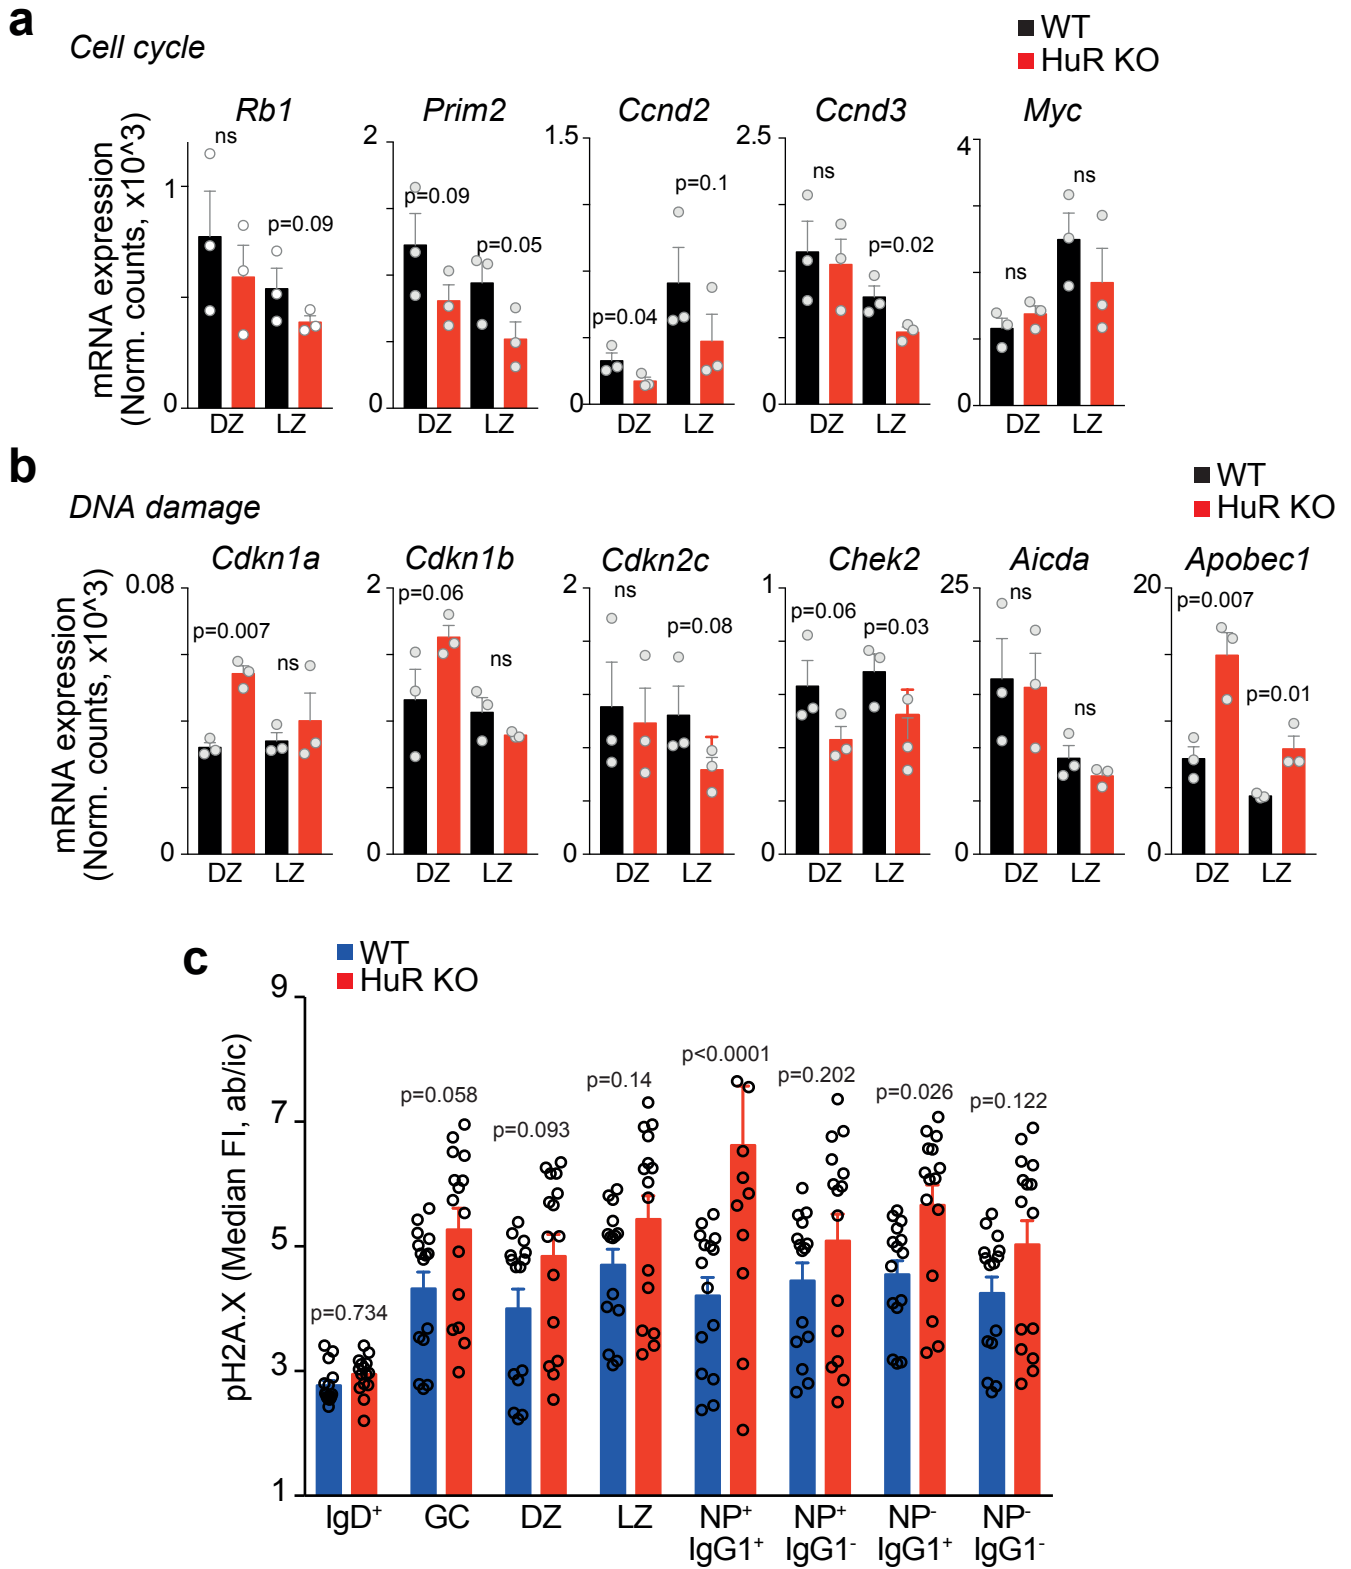 a
Cell cycle
WT
HuR KO
Rb1
Prim2
Ccnd2
Ccnd3
Myc
mRNA expression
(Norm. counts, x10^3)
1
0
ns
p=0.09
DZ
LZ
2
0
p=0.09
p=0.05
DZ
LZ
1.5
0
p=0.04
p=0.1
DZ
LZ
2.5
0
ns
p=0.02
DZ
LZ
4
0
ns
ns
DZ
LZ
b
DNA damage
WT
HuR KO
Cdkn1a
Cdkn1b
Cdkn2c
Chek2
Aicda
Apobec1
mRNA expression
(Norm. counts, x10^3)
0.08
0
p=0.007
ns
DZ
LZ
2
0
p=0.06
ns
DZ
LZ
2
0
ns
p=0.08
DZ
LZ
1
0
p=0.06
p=0.03
DZ
LZ
25
0
ns
ns
DZ
LZ
20
0
p=0.007
p=0.01
DZ
LZ
c
WT
HuR KO
pH2A.X (Median FI, ab/ic)
9
7
5
3
1
p=0.734
p=0.058
p=0.093
p=0.14
p<0.0001
p=0.202
p=0.026
p=0.122
IgD⁺
GC
DZ
LZ
NP⁺
IgG1⁺
NP⁺
IgG1⁻
NP⁻
IgG1⁺
NP⁻
IgG1⁻